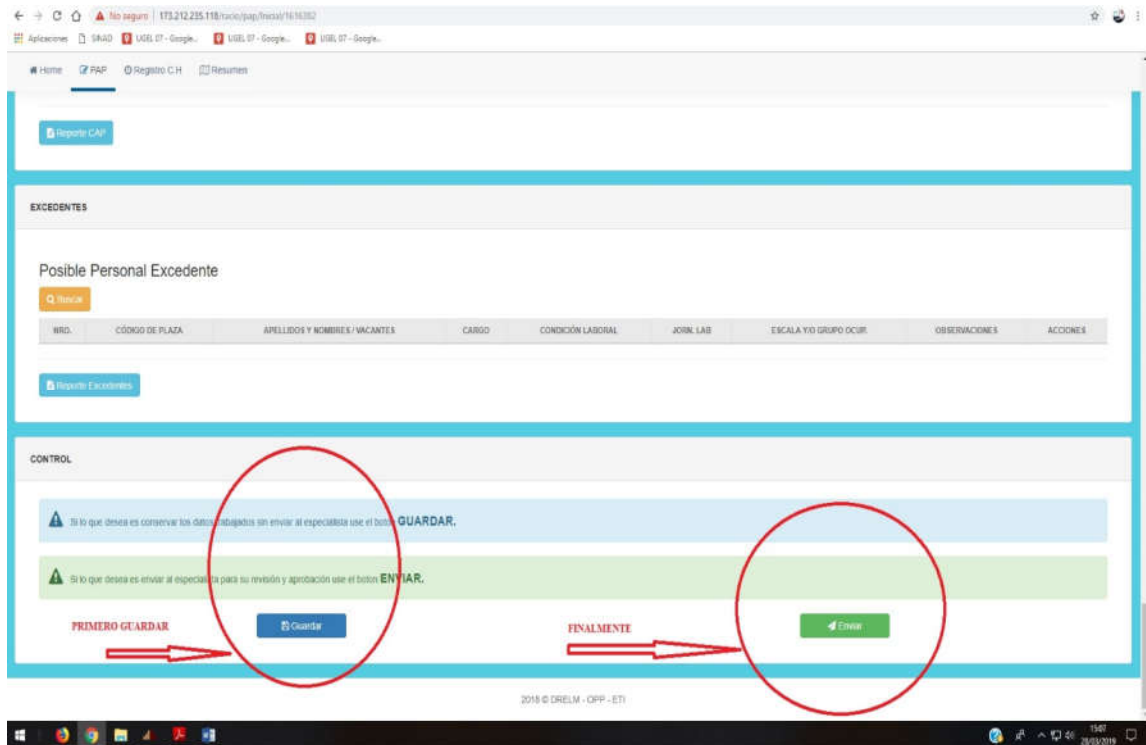 No seguro | 173.212.235.118/racio/pap/Inicial/1616382
Aplicaciones SINAD UGEL 07 - Google... UGEL 07 - Google... UGEL 07 - Google...
Home PAP Registro C.H Resumen
Reporte CAP
EXCEDENTES
Posible Personal Excedente
Buscar
NRO. CÓDIGO DE PLAZA APELLIDOS Y NOMBRES / VACANTES CARGO CONDICIÓN LABORAL JORN. LAB ESCALA Y/O GRUPO OCUP. OBSERVACIONES ACCIONES
Reporte Excedentes
CONTROL
Si lo que desea es conservar los datos trabajados sin enviar al especialista use el boton GUARDAR.
Si lo que desea es enviar al especialista para su revisión y aprobación use el boton ENVIAR.
PRIMERO GUARDAR Guardar FINALMENTE Enviar
2018 © DRELM - OPP - ETI
15:07
28/03/2019